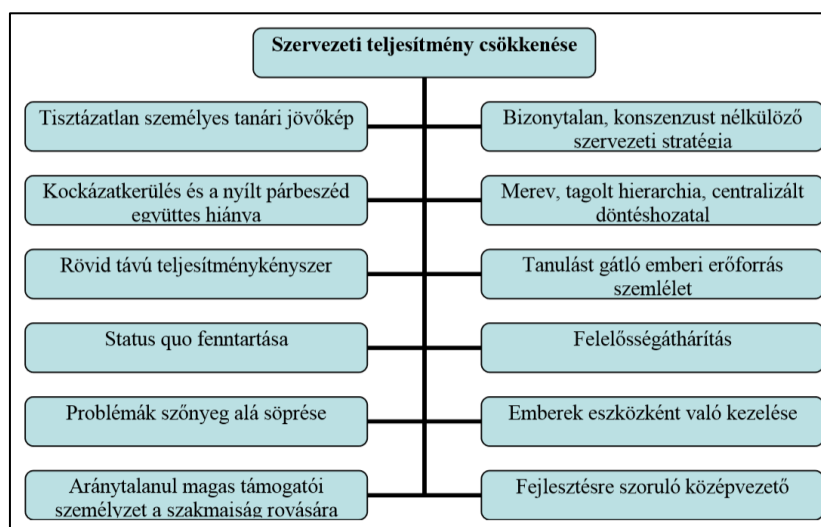 Szervezeti teljesítmény csökkenése
Tisztázatlan személyes tanári jövőkép
Bizonytalan, konszenzust nélkülöző
szervezeti stratégia
Kockázatkerülés és a nyílt párbeszéd
együttes hiánya
Merev, tagolt hierarchia, centralizált
döntéshozatal
Rövid távú teljesítménykényszer
Tanulást gátló emberi erőforrás
szemlélet
Status quo fenntartása
Felelősségáthárítás
Problémák szőnyeg alá söprése
Emberek eszközként való kezelése
Aránytalanul magas támogatói
személyzet a szakmaiság rovására
Fejlesztésre szoruló középvezető